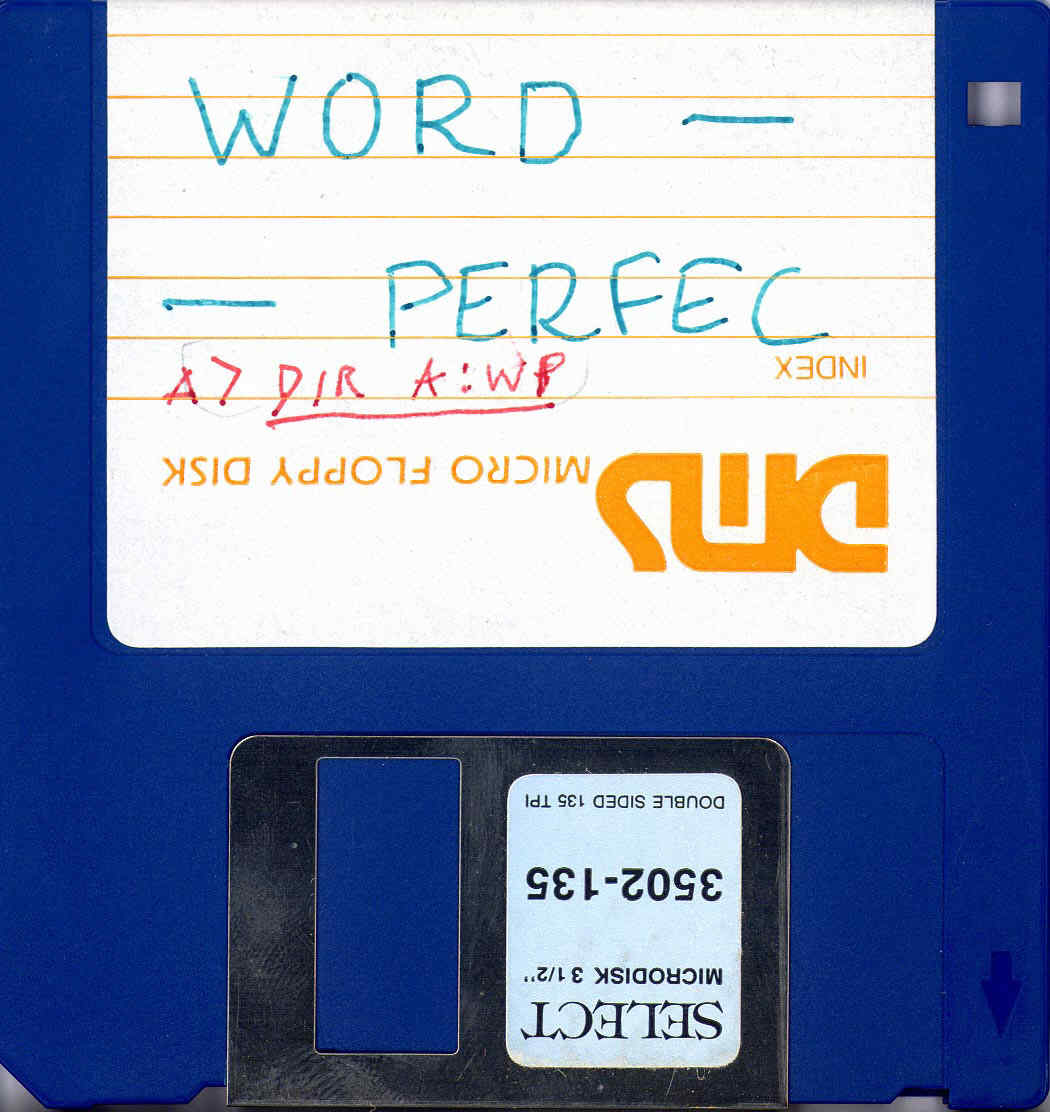 WORD —
— PERFEC
A> DIR A:WP
INDEX
DMS MICRO FLOPPY DISK
DOUBLE SIDED 135 TPI
3502-135
MICRODISK 3 1/2"
SELECT